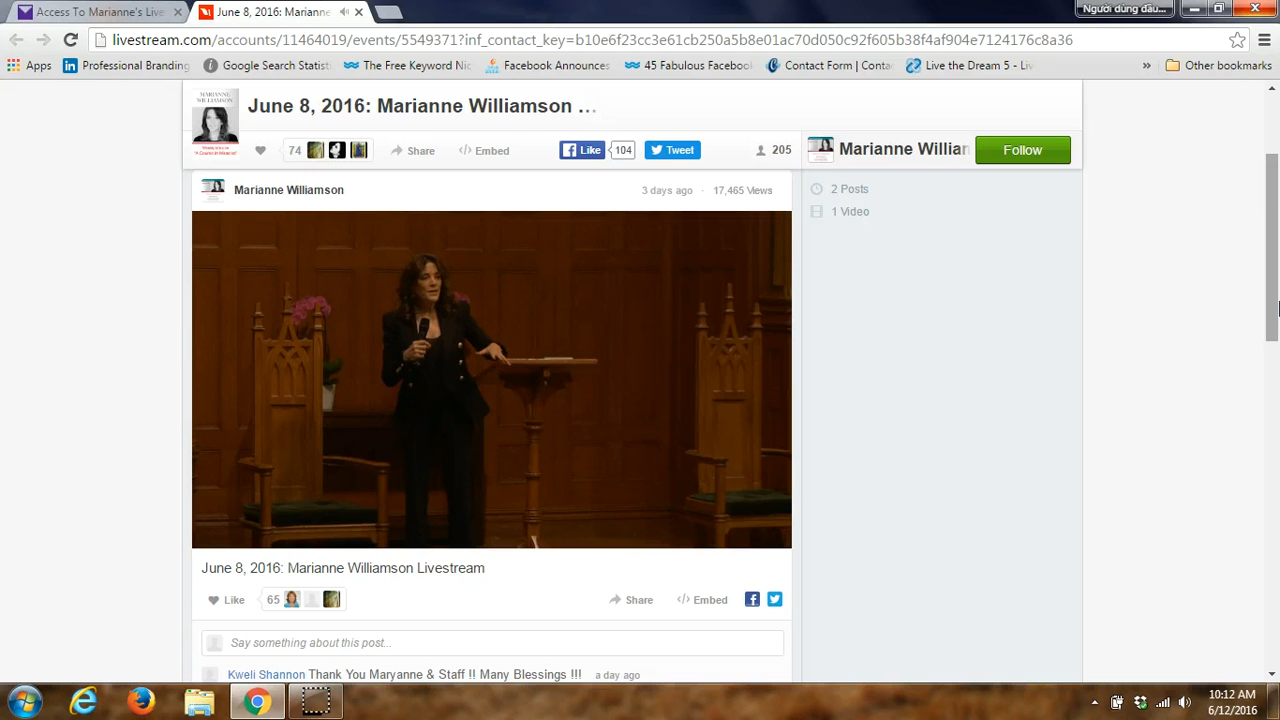 Access To Marianne's Live
June 8, 2016: Marianne
Người dùng đầu...
livestream.com/accounts/11464019/events/5549371?inf_contact_key=b10e6f23cc3e61cb250a5b8e01ac70d050c92f605b38f4af904e7124176c8a36
Apps
Professional Branding
Google Search Statisti
The Free Keyword Nic
Facebook Announces
45 Fabulous Facebook
Contact Form | Conta
Live the Dream 5 - Liv
»
Other bookmarks
MARIANNE
WILLIAMSON
June 8, 2016: Marianne Williamson ...
74
Share
</> Embed
Like
104
Tweet
205
Marianne Willian
Follow
Marianne Williamson
3 days ago · 17,465 Views
2 Posts
1 Video
June 8, 2016: Marianne Williamson Livestream
Like
65
Share
</> Embed
Say something about this post...
Kweli Shannon Thank You Maryanne & Staff !! Many Blessings !!! a day ago
10:12 AM
6/12/2016